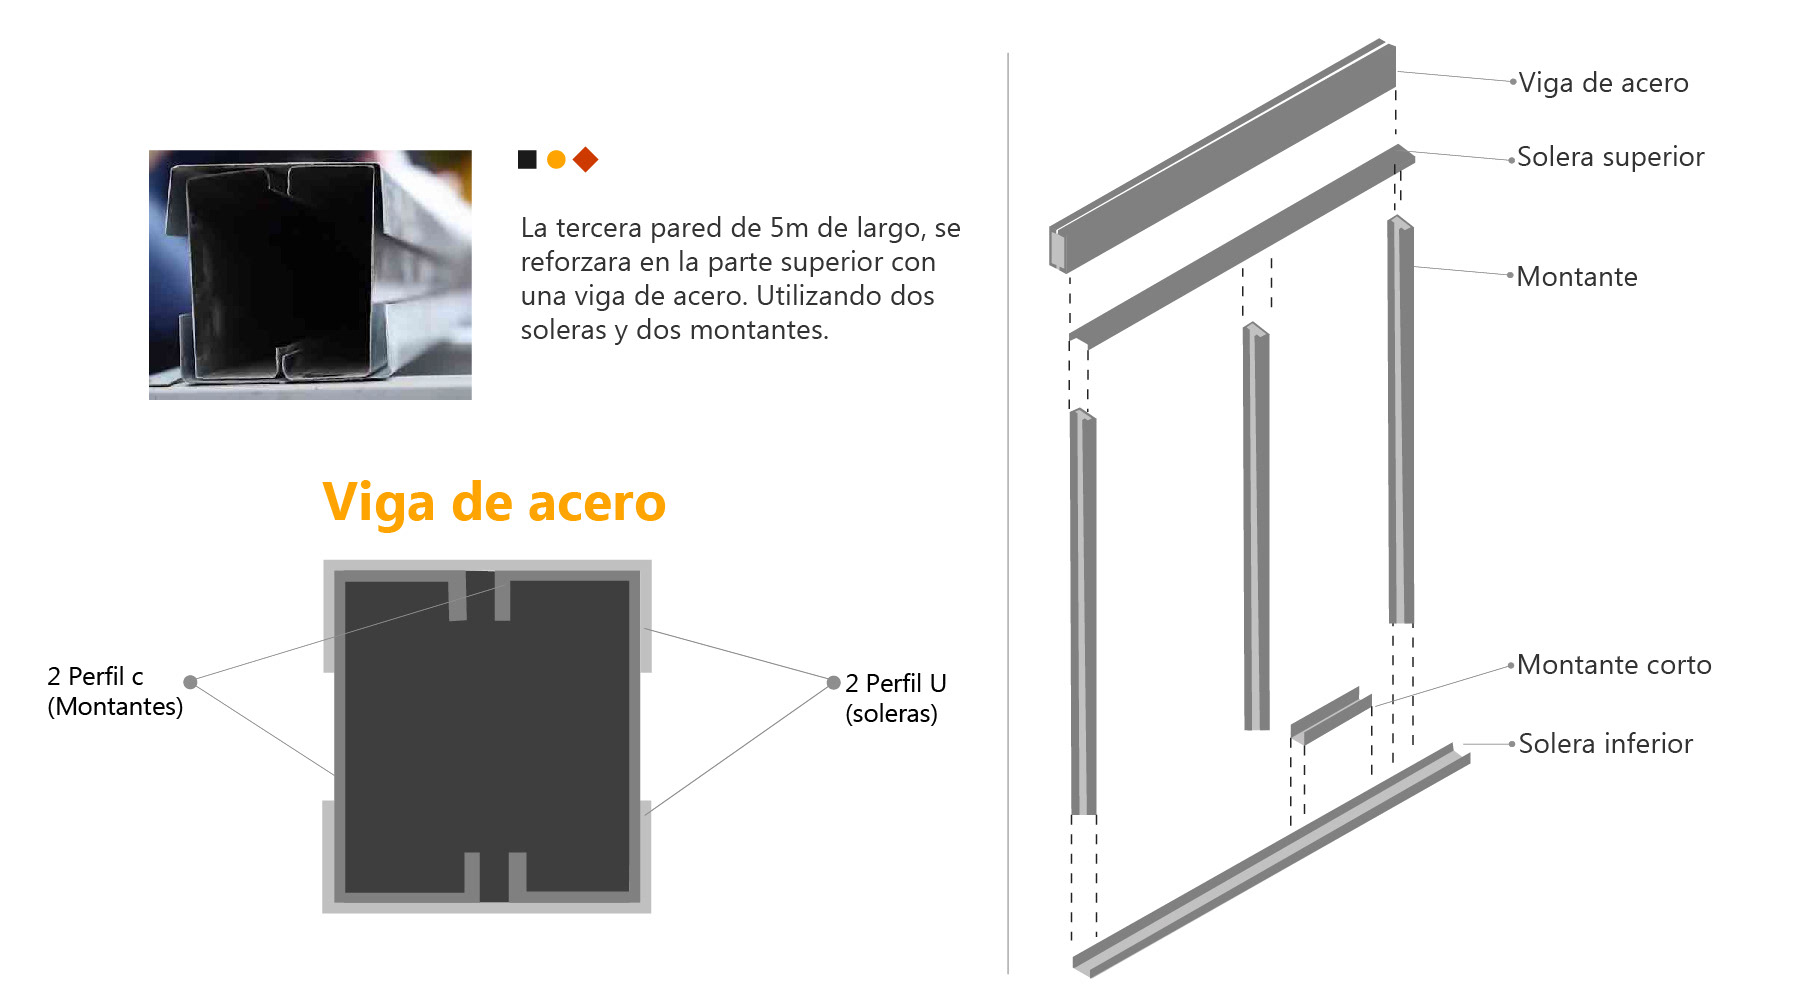 La tercera pared de 5m de largo, se
reforzara en la parte superior con
una viga de acero. Utilizando dos
soleras y dos montantes.
Viga de acero
2 Perfil c
(Montantes)
2 Perfil U
(soleras)
Viga de acero
Solera superior
Montante
Montante corto
Solera inferior